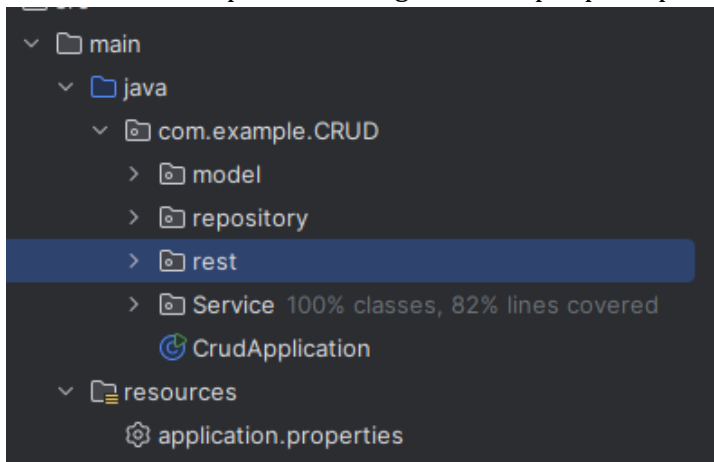 main
java
com.example.CRUD
model
repository
rest
Service 100% classes, 82% lines covered
CrudApplication
resources
application.properties